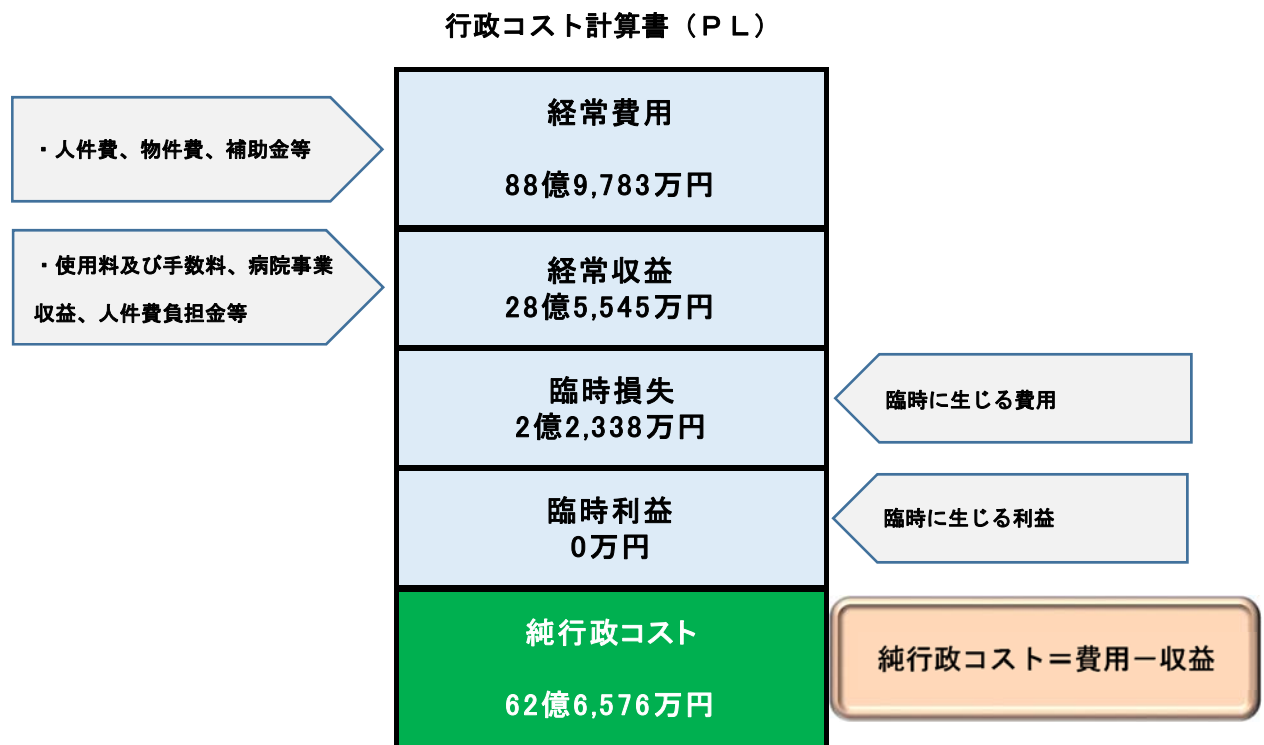 行政コスト計算書（ＰＬ）
・人件費、物件費、補助金等
経常費用
88億9,783万円
・使用料及び手数料、病院事業
収益、人件費負担金等
経常収益
28億5,545万円
臨時損失
2億2,338万円
臨時に生じる費用
臨時利益
0万円
臨時に生じる利益
純行政コスト
62億6,576万円
純行政コスト＝費用－収益